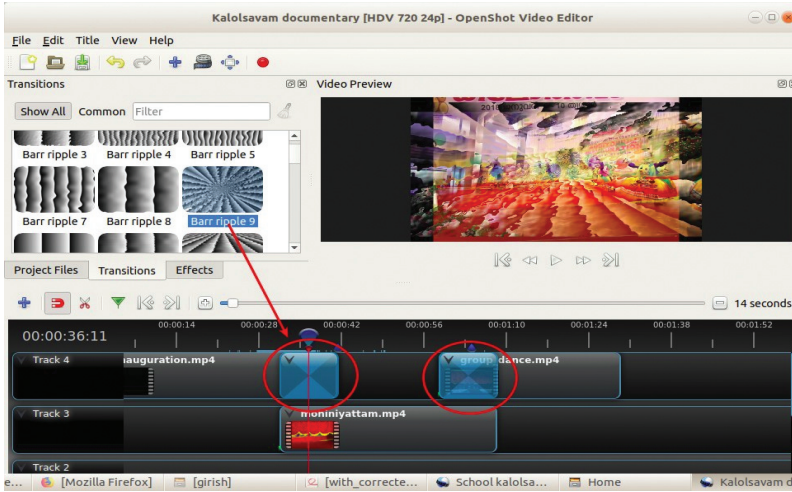 Kalolsavam documentary [HDV 720 24p] - OpenShot Video Editor
File Edit Title View Help
Transitions
Video Preview
Show All Common Filter
Barr ripple 3 Barr ripple 4 Barr ripple 5
Barr ripple 7 Barr ripple 8 Barr ripple 9
Project Files Transitions Effects
14 seconds
00:00:36:11
00:00:14 00:00:28 00:00:42 00:00:56 00:01:10 00:01:24 00:01:38 00:01:52
Track 4
auguration.mp4
group dance.mp4
Track 3
moniniyattam.mp4
Track 2
e... [Mozilla Firefox] [girish] [with_correcte... School kalolsa... Home Kalolsavam d